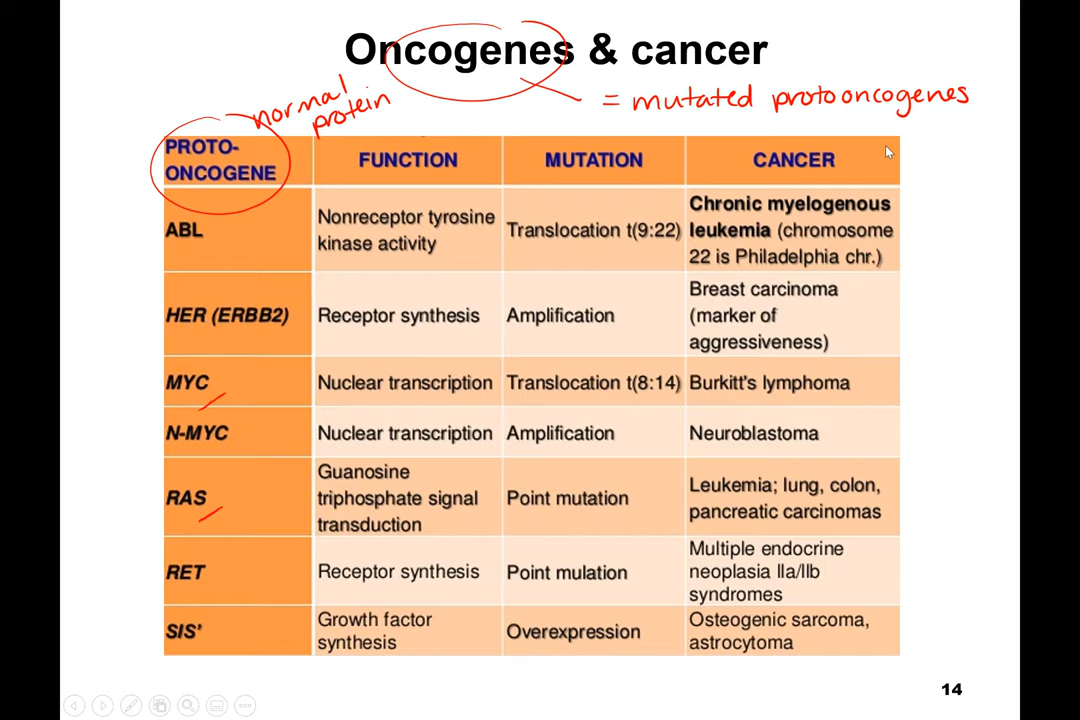 Oncogenes & cancer
normal
protein
= mutated protooncogenes
PROTO-
ONCOGENE
FUNCTION
MUTATION
CANCER
ABL
Nonreceptor tyrosine
kinase activity
Translocation t(9:22)
Chronic myelogenous
leukemia (chromosome
22 is Philadelphia chr.)
HER (ERBB2)
Receptor synthesis
Amplification
Breast carcinoma
(marker of
aggressiveness)
MYC
Nuclear transcription
Translocation t(8:14)
Burkitt's lymphoma
N-MYC
Nuclear transcription
Amplification
Neuroblastoma
RAS
Guanosine
triphosphate signal
transduction
Point mutation
Leukemia; lung, colon,
pancreatic carcinomas
RET
Receptor synthesis
Point mulation
Multiple endocrine
neoplasia IIa/IIb
syndromes
SIS'
Growth factor
synthesis
Overexpression
Osteogenic sarcoma,
astrocytoma
14